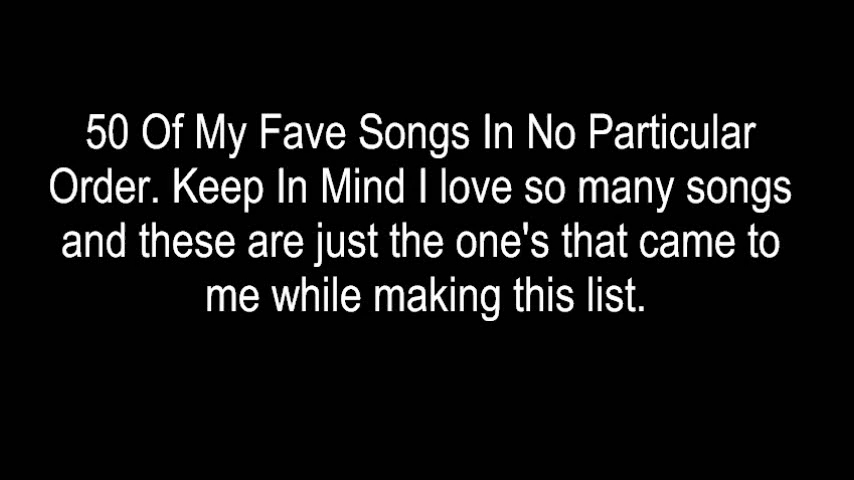 50 Of My Fave Songs In No Particular
Order. Keep In Mind I love so many songs
and these are just the one's that came to
me while making this list.